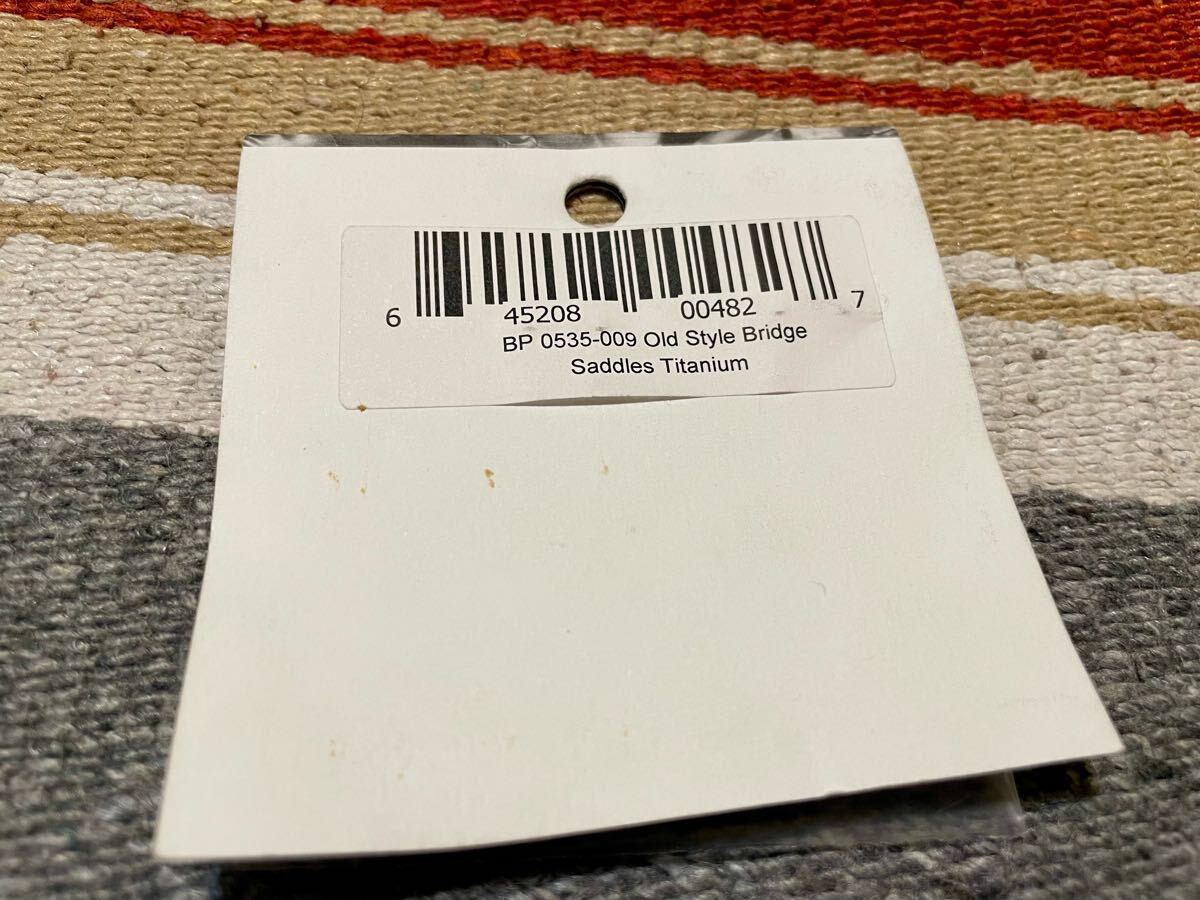 6 45208 00482 7
BP 0535-009 Old Style Bridge
Saddles Titanium